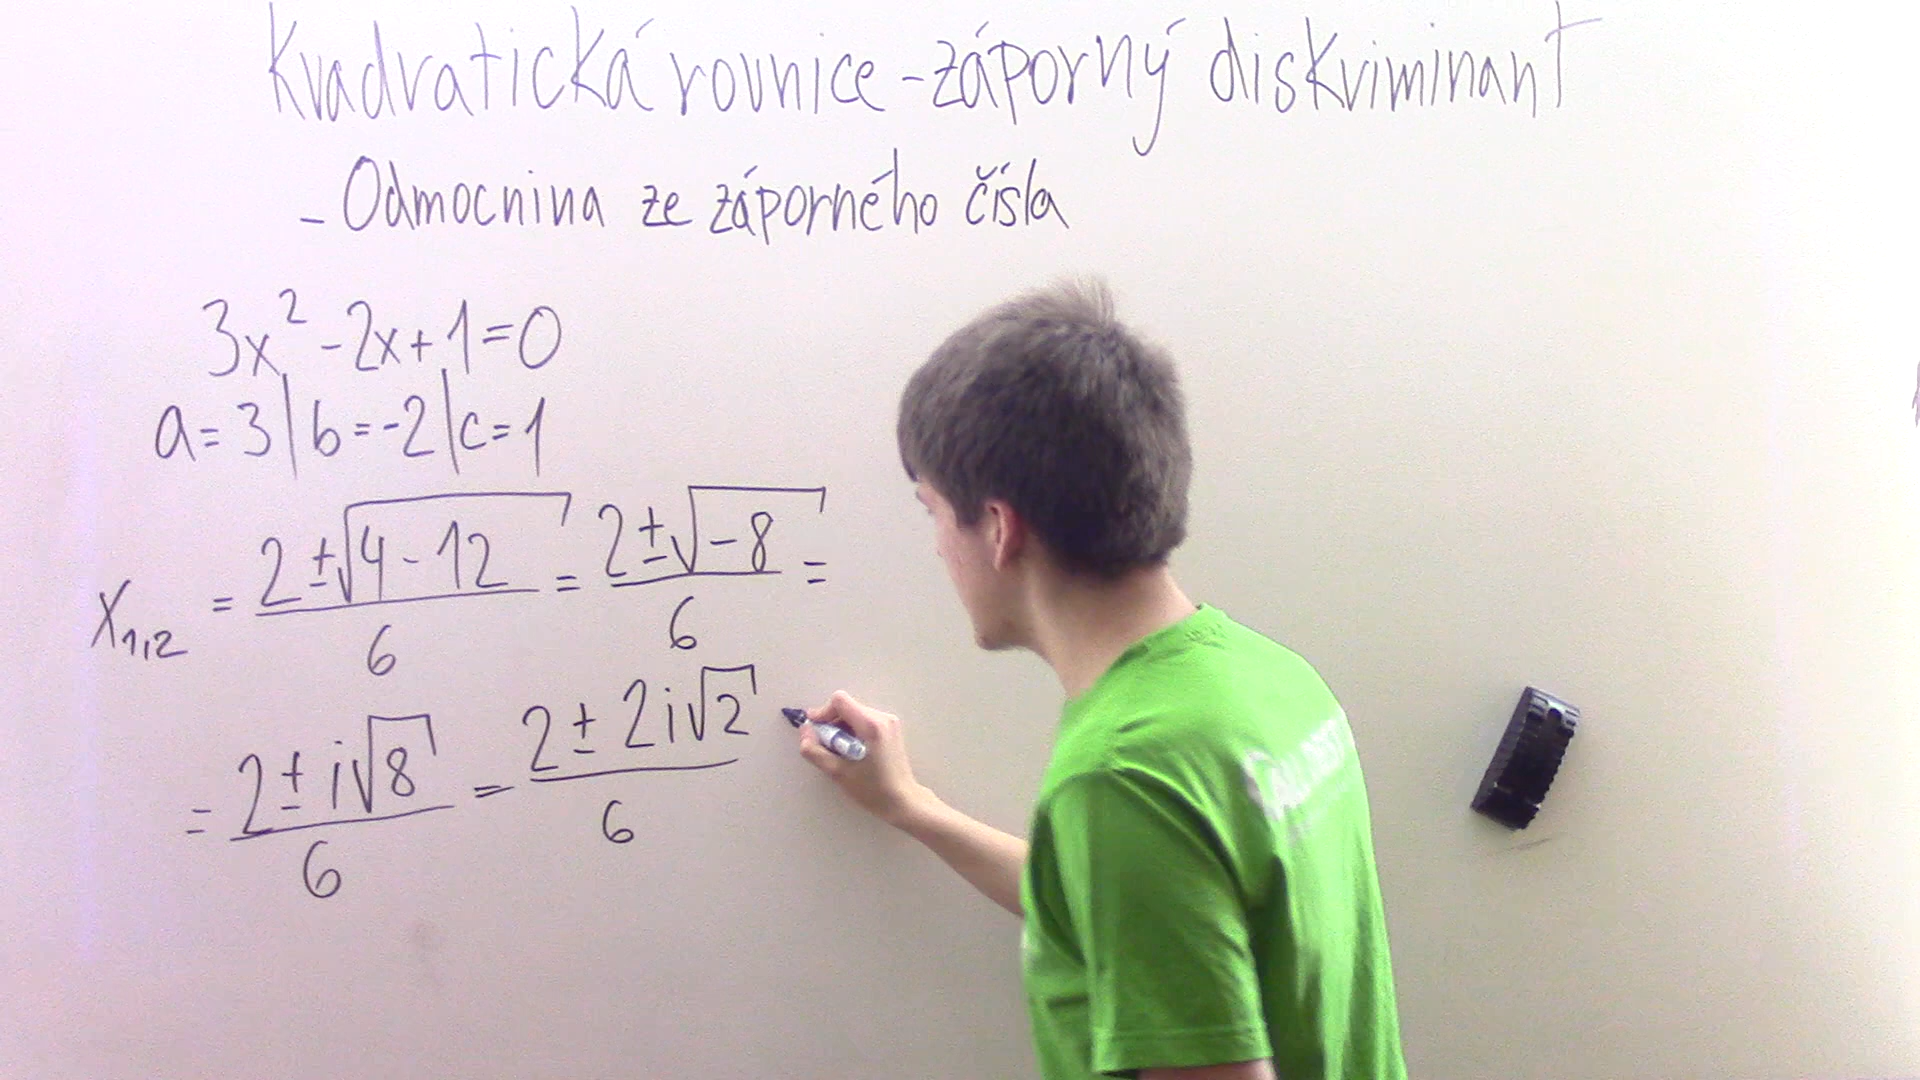 Kvadratická rovnice - záporný diskriminant
- Odmocnina ze záporného čísla
3x² - 2x + 1 = 0
a = 3 | b = -2 | c = 1
x₁,₂ = (2 ± √(4 - 12))/6 = (2 ± √(-8))/6 =
= (2 ± i√8)/6 = (2 ± 2i√2)/6